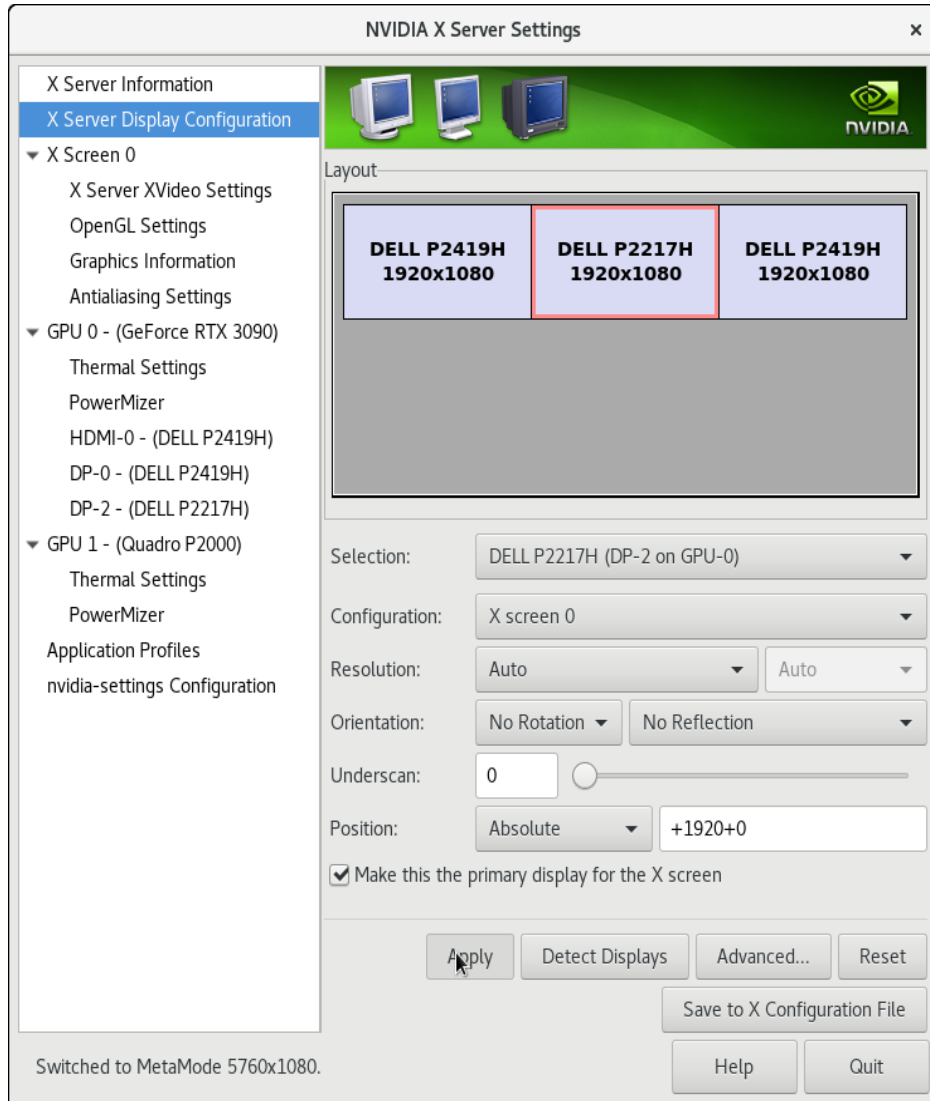 NVIDIA X Server Settings
×
X Server Information
X Server Display Configuration
X Screen 0
X Server XVideo Settings
OpenGL Settings
Graphics Information
Antialiasing Settings
GPU 0 - (GeForce RTX 3090)
Thermal Settings
PowerMizer
HDMI-0 - (DELL P2419H)
DP-0 - (DELL P2419H)
DP-2 - (DELL P2217H)
GPU 1 - (Quadro P2000)
Thermal Settings
PowerMizer
Application Profiles
nvidia-settings Configuration
NVIDIA.
Layout
DELL P2419H
1920x1080
DELL P2217H
1920x1080
DELL P2419H
1920x1080
Selection: DELL P2217H (DP-2 on GPU-0)
Configuration: X screen 0
Resolution: Auto Auto
Orientation: No Rotation No Reflection
Underscan: 0
Position: Absolute +1920+0
Make this the primary display for the X screen
Apply Detect Displays Advanced... Reset
Save to X Configuration File
Switched to MetaMode 5760x1080. Help Quit